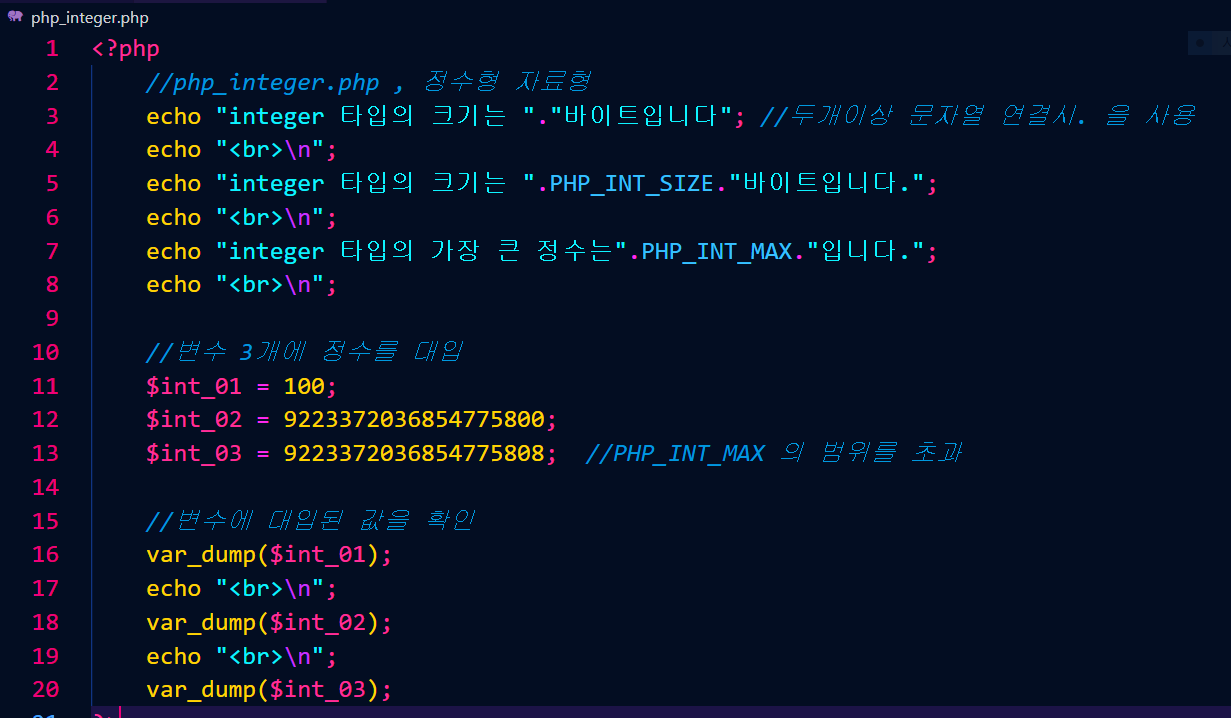 php_integer.php
1 <?php
2 //php_integer.php , 정수형 자료형
3 echo "integer 타입의 크기는 "."바이트입니다"; //두개이상 문자열 연결시. 을 사용
4 echo "<br>\n";
5 echo "integer 타입의 크기는 ".PHP_INT_SIZE."바이트입니다.";
6 echo "<br>\n";
7 echo "integer 타입의 가장 큰 정수는".PHP_INT_MAX."입니다.";
8 echo "<br>\n";
9
10 //변수 3개에 정수를 대입
11 $int_01 = 100;
12 $int_02 = 9223372036854775800;
13 $int_03 = 9223372036854775808; //PHP_INT_MAX 의 범위를 초과
14
15 //변수에 대입된 값을 확인
16 var_dump($int_01);
17 echo "<br>\n";
18 var_dump($int_02);
19 echo "<br>\n";
20 var_dump($int_03);